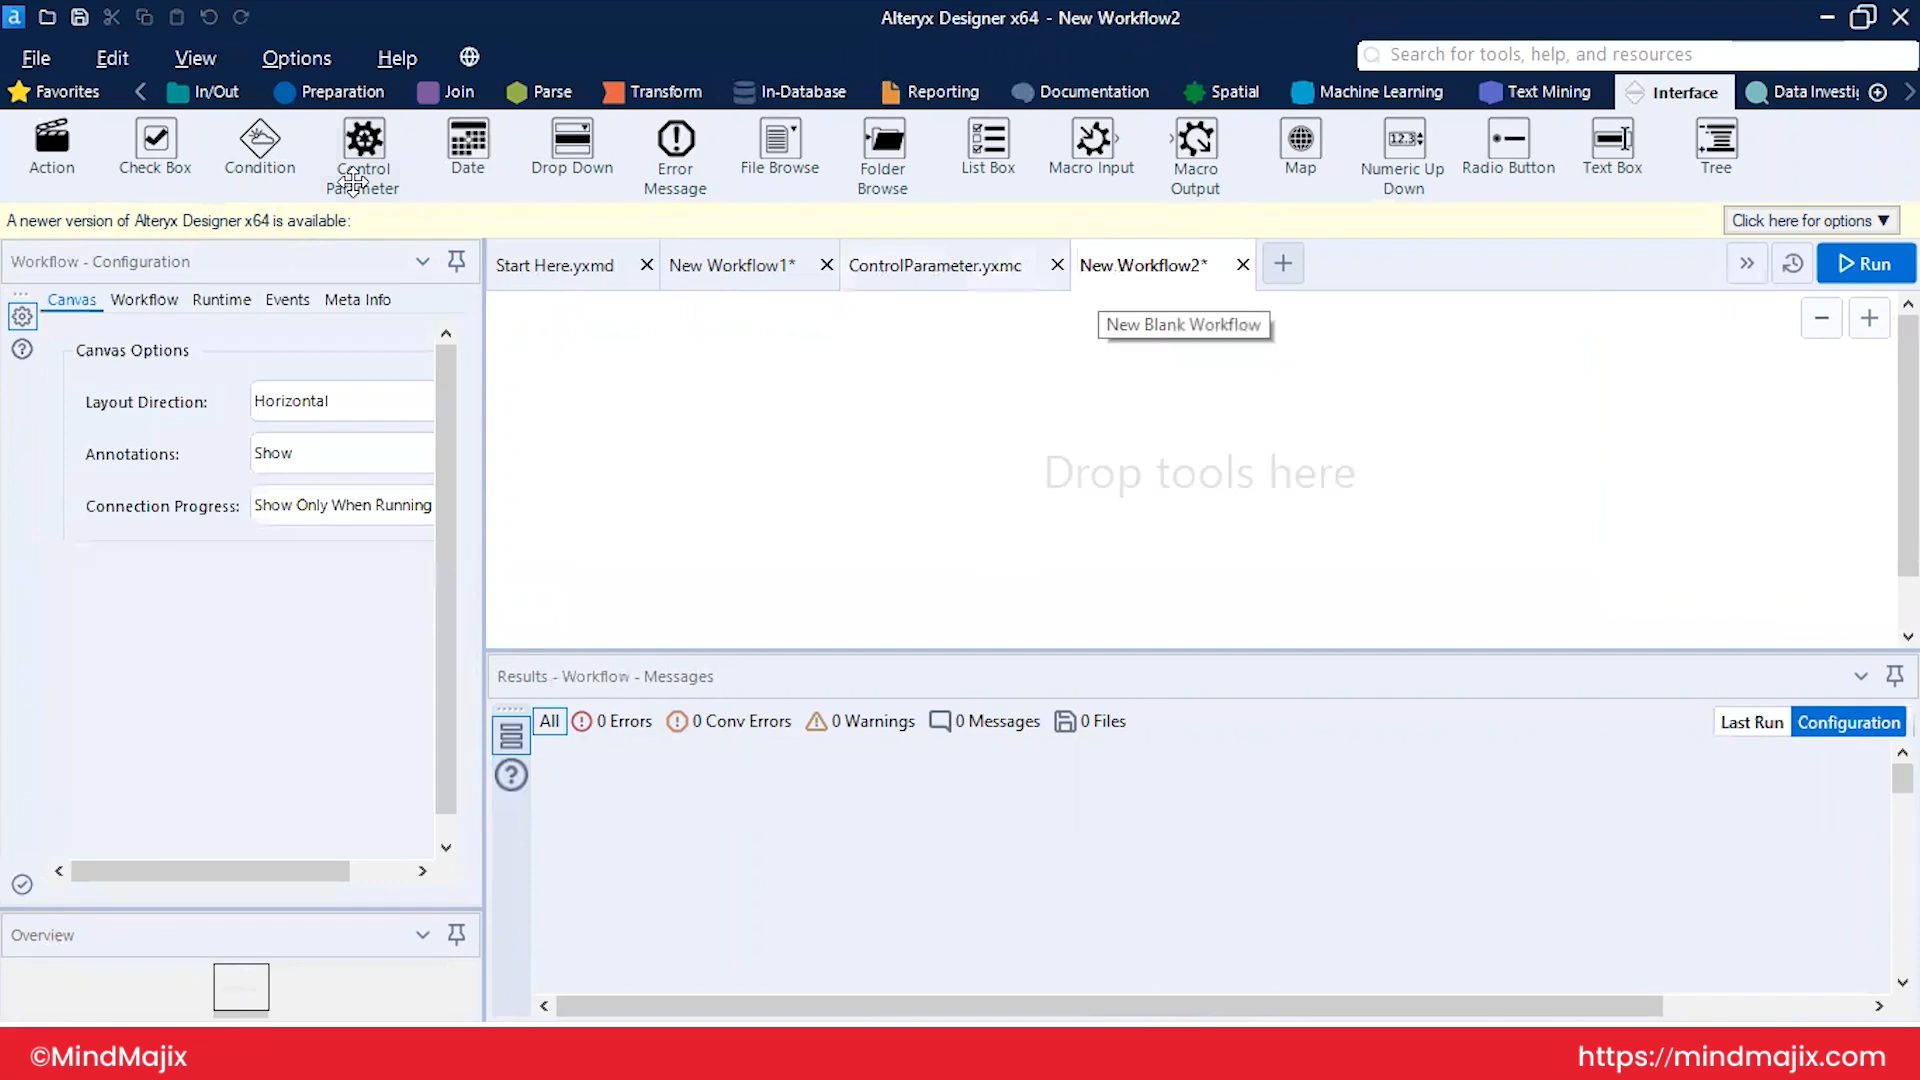 Alteryx Designer x64 - New Workflow2
File Edit View Options Help
Search for tools, help, and resources
Favorites In/Out Preparation Join Parse Transform In-Database Reporting Documentation Spatial Machine Learning Text Mining Interface Data Investi
Action Check Box Condition Control Parameter Date Drop Down Error Message File Browse Folder Browse List Box Macro Input Macro Output Map Numeric Up Down Radio Button Text Box Tree
A newer version of Alteryx Designer x64 is available:
Click here for options ▼
Workflow - Configuration
Start Here.yxmd New Workflow1* ControlParameter.yxmc New Workflow2*
Run
Canvas Workflow Runtime Events Meta Info
New Blank Workflow
Canvas Options
Layout Direction: Horizontal
Annotations: Show
Connection Progress: Show Only When Running
Drop tools here
Results - Workflow - Messages
All 0 Errors 0 Conv Errors 0 Warnings 0 Messages 0 Files
Last Run Configuration
Overview
©MindMajix
https://mindmajix.com